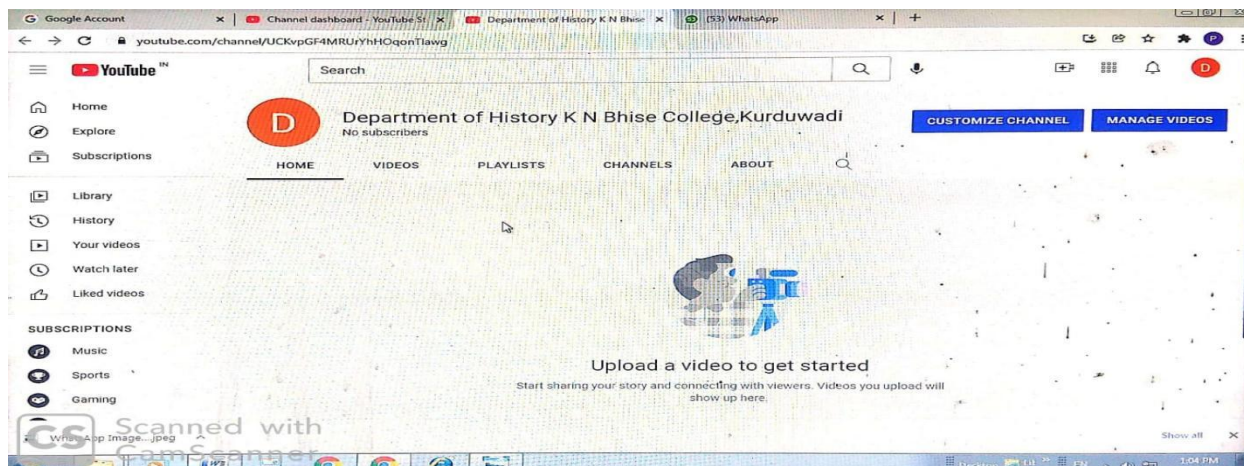 Google Account
Channel dashboard - YouTube St
Department of History K N Bhise
(53) WhatsApp
youtube.com/channel/UCKvpGF4MRUrYhHOqonTlawg
YouTube IN
Search
D
Home
Explore
Subscriptions
Library
History
Your videos
Watch later
Liked videos
SUBSCRIPTIONS
Music
Sports
Gaming
D
Department of History K N Bhise College,Kurduwadi
No subscribers
CUSTOMIZE CHANNEL
MANAGE VIDEOS
HOME VIDEOS PLAYLISTS CHANNELS ABOUT
Upload a video to get started
Start sharing your story and connecting with viewers. Videos you upload will
show up here.
WhatsApp Image....jpeg
Show all
CS Scanned with
CamScanner
EN
1:04 PM